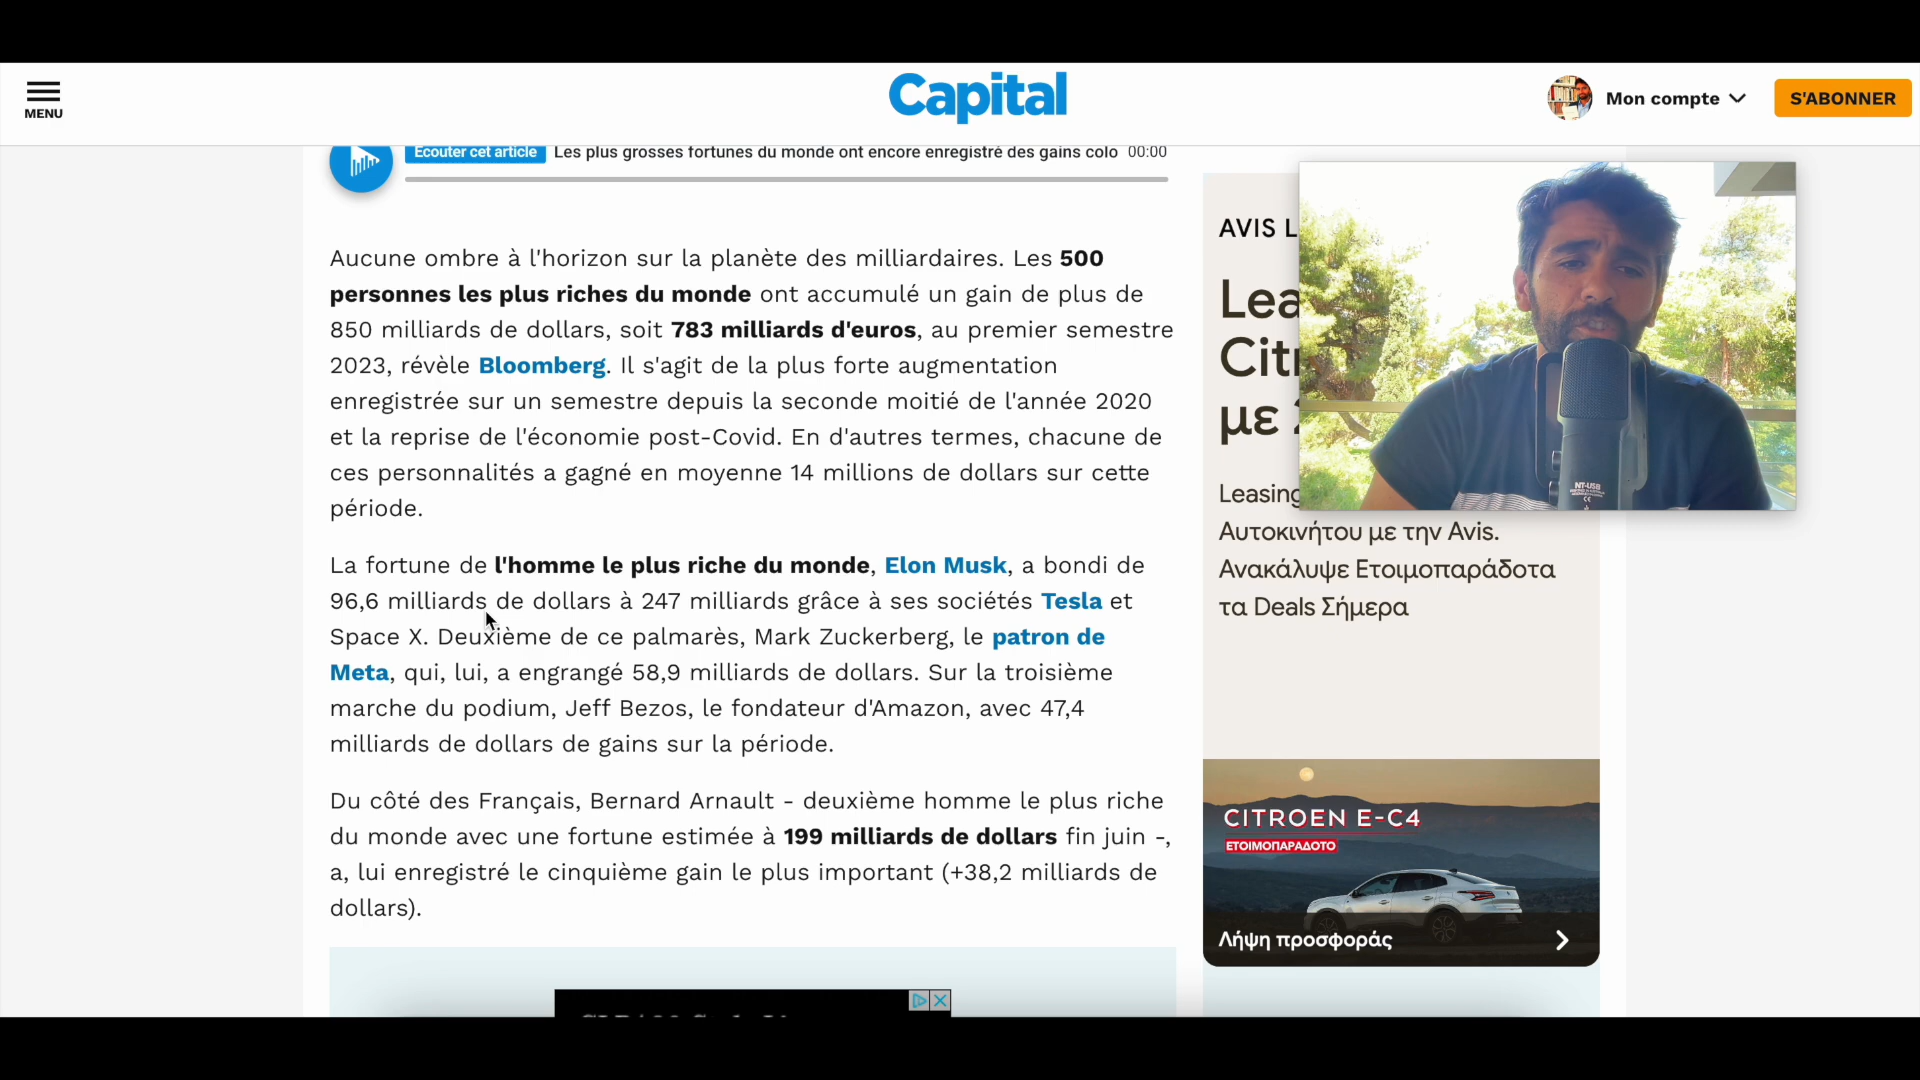 MENU
Capital
Mon compte
S'ABONNER
Écouter cet article
Les plus grosses fortunes du monde ont encore enregistré des gains colo
00:00
Aucune ombre à l'horizon sur la planète des milliardaires. Les 500
personnes les plus riches du monde ont accumulé un gain de plus de
850 milliards de dollars, soit 783 milliards d'euros, au premier semestre
2023, révèle Bloomberg. Il s'agit de la plus forte augmentation
enregistrée sur un semestre depuis la seconde moitié de l'année 2020
et la reprise de l'économie post-Covid. En d'autres termes, chacune de
ces personnalités a gagné en moyenne 14 millions de dollars sur cette
période.
La fortune de l'homme le plus riche du monde, Elon Musk, a bondi de
96,6 milliards de dollars à 247 milliards grâce à ses sociétés Tesla et
Space X. Deuxième de ce palmarès, Mark Zuckerberg, le patron de
Meta, qui, lui, a engrangé 58,9 milliards de dollars. Sur la troisième
marche du podium, Jeff Bezos, le fondateur d'Amazon, avec 47,4
milliards de dollars de gains sur la période.
Du côté des Français, Bernard Arnault - deuxième homme le plus riche
du monde avec une fortune estimée à 199 milliards de dollars fin juin -,
a, lui enregistré le cinquième gain le plus important (+38,2 milliards de
dollars).
AVIS L
Lea
Cit
με
Leasing
Αυτοκινήτου με την Avis.
Ανακάλυψε Ετοιμοπαράδοτα
τα Deals Σήμερα
CITROEN E-C4
ΕΤΟΙΜΟΠΑΡΑΔΟΤΟ
Λήψη προσφοράς
NT-USB